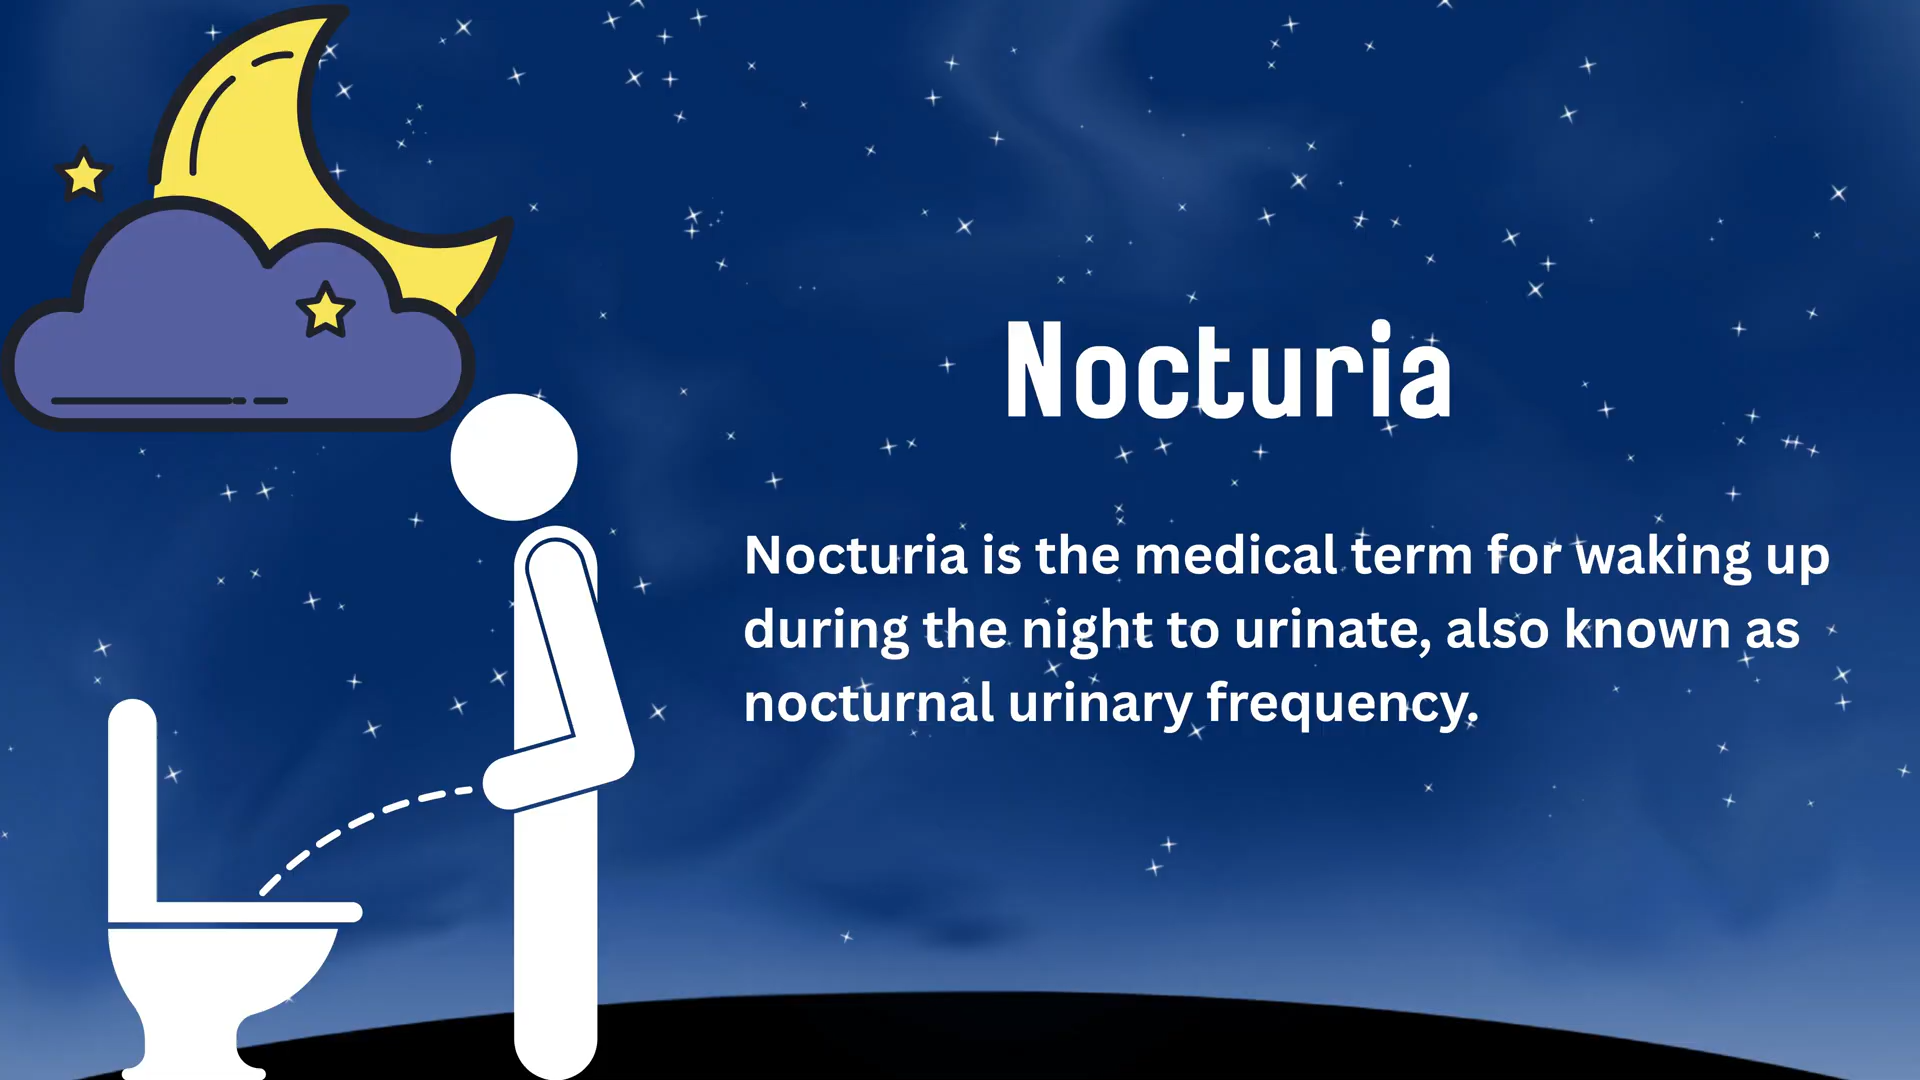 Nocturia
Nocturia is the medical term for waking up
during the night to urinate, also known as
nocturnal urinary frequency.